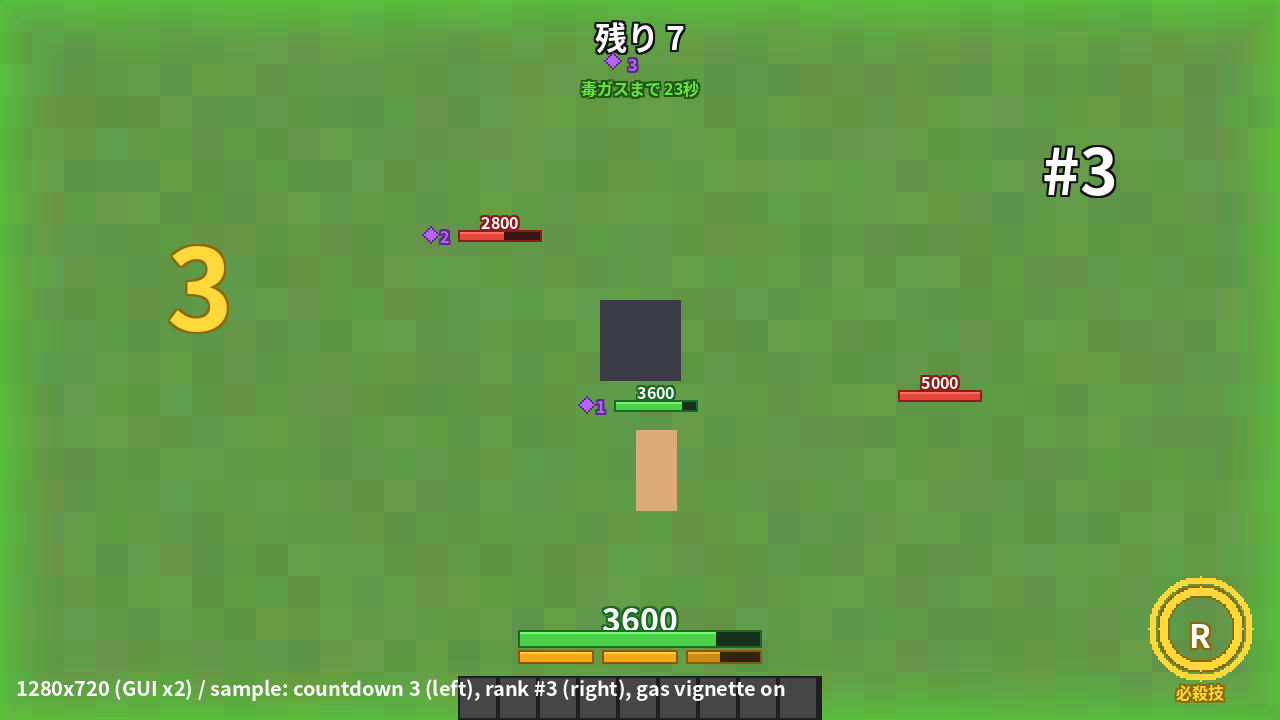 残り 7
3
毒ガスまで 23秒
#3
2800
2
3
5000
3600
1
3600
R
必殺技
1280x720 (GUI x2) / sample: countdown 3 (left), rank #3 (right), gas vignette on